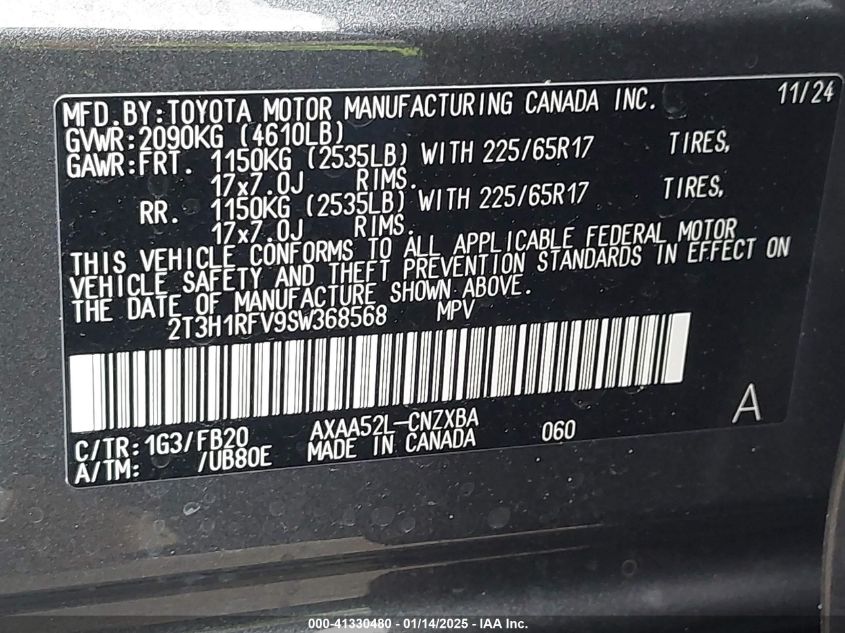 MFD.BY:TOYOTA MOTOR MANUFACTURING CANADA INC. 11/24
GVWR:2090KG (4610LB)
GAWR:FRT. 1150KG (2535LB) WITH 225/65R17 TIRES,
17x7.0J RIMS.
RR. 1150KG (2535LB) WITH 225/65R17 TIRES,
17x7.0J RIMS.
THIS VEHICLE CONFORMS TO ALL APPLICABLE FEDERAL MOTOR
VEHICLE SAFETY AND THEFT PREVENTION STANDARDS IN EFFECT ON
THE DATE OF MANUFACTURE SHOWN ABOVE.
2T3H1RFV9SW368568 MPV
A
C/TR:1G3/FB20 AXAA52L-CNZXBA 060
A/TM: /UB80E MADE IN CANADA
000-41330480 - 01/14/2025 - IAA Inc.